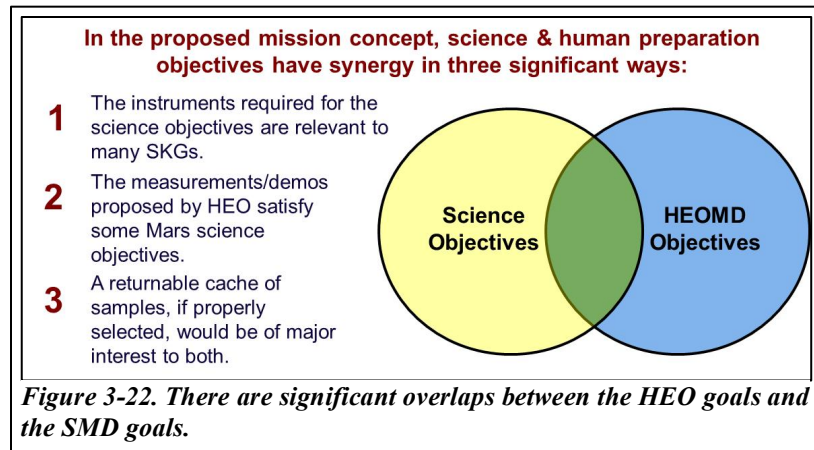 In the proposed mission concept, science & human preparation
objectives have synergy in three significant ways:
1
The instruments required for the
science objectives are relevant to
many SKGs.
2
The measurements/demos
proposed by HEO satisfy
some Mars science
objectives.
3
A returnable cache of
samples, if properly
selected, would be of major
interest to both.
Science
Objectives
HEOMD
Objectives
Figure 3-22. There are significant overlaps between the HEO goals and
the SMD goals.